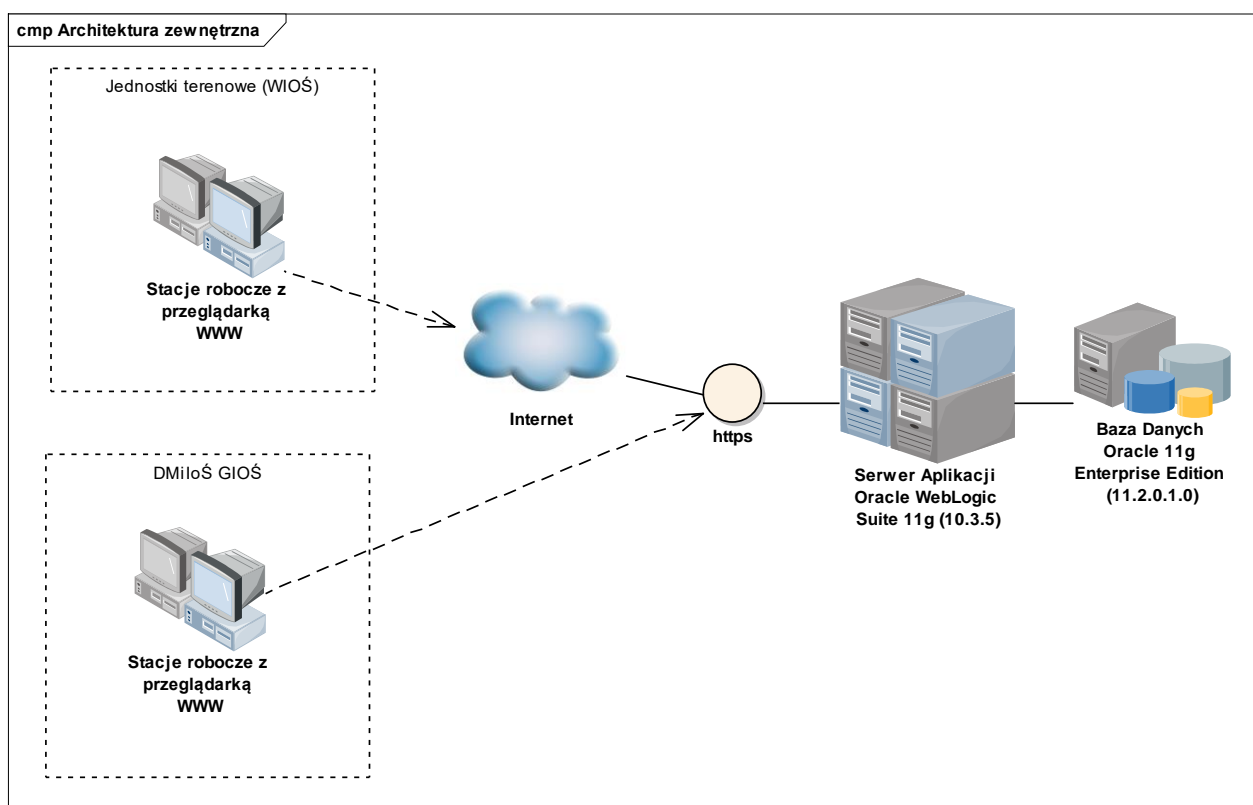 cmp Architektura zewnętrzna
Jednostki terenowe (WIOŚ)
Stacje robocze z
przeglądarką
WWW
Internet
https
Serwer Aplikacji
Oracle WebLogic
Suite 11g (10.3.5)
Baza Danych
Oracle 11g
Enterprise Edition
(11.2.0.1.0)
DMiIoŚ GIOŚ
Stacje robocze z
przeglądarką
WWW